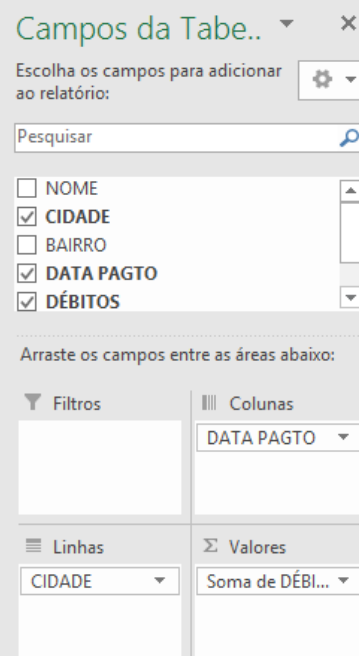 Campos da Tabe..
Escolha os campos para adicionar
ao relatório:
Pesquisar
NOME
CIDADE
BAIRRO
DATA PAGTO
DÉBITOS
Arraste os campos entre as áreas abaixo:
Filtros
Colunas
DATA PAGTO
Linhas
Σ Valores
CIDADE
Soma de DÉBI...